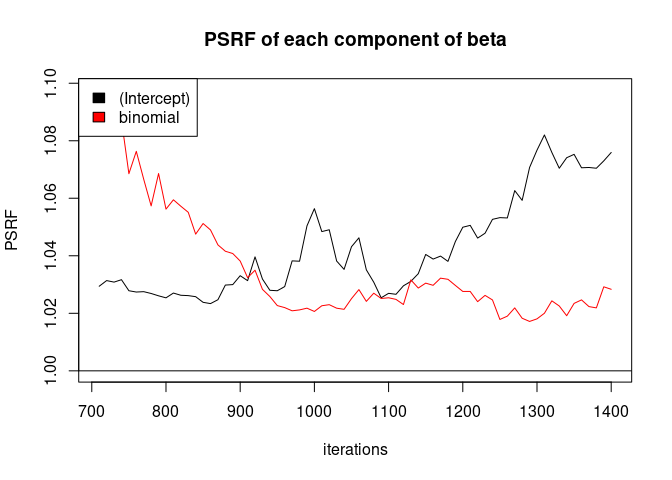 PSRF of each component of beta
(Intercept)
binomial
PSRF
1.10
1.08
1.06
1.04
1.02
1.00
700 800 900 1000 1100 1200 1300 1400
iterations